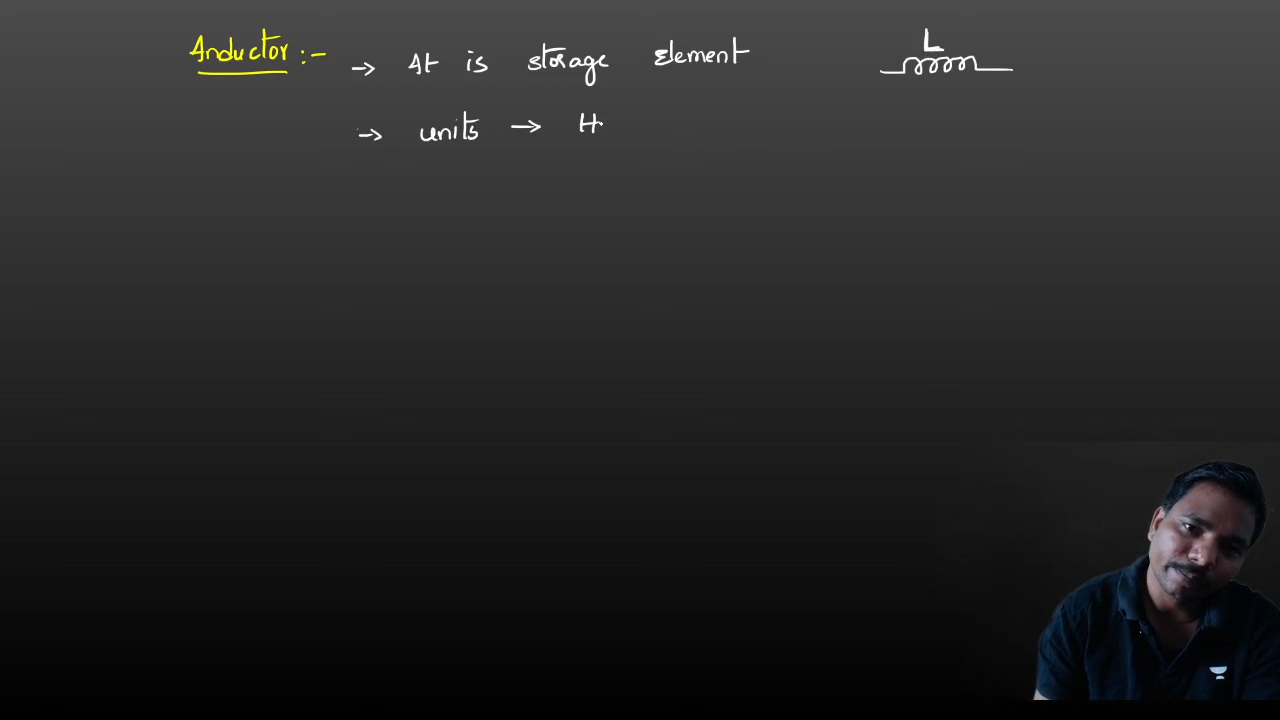 Inductor :- → It is storage Element
L
→ units → H